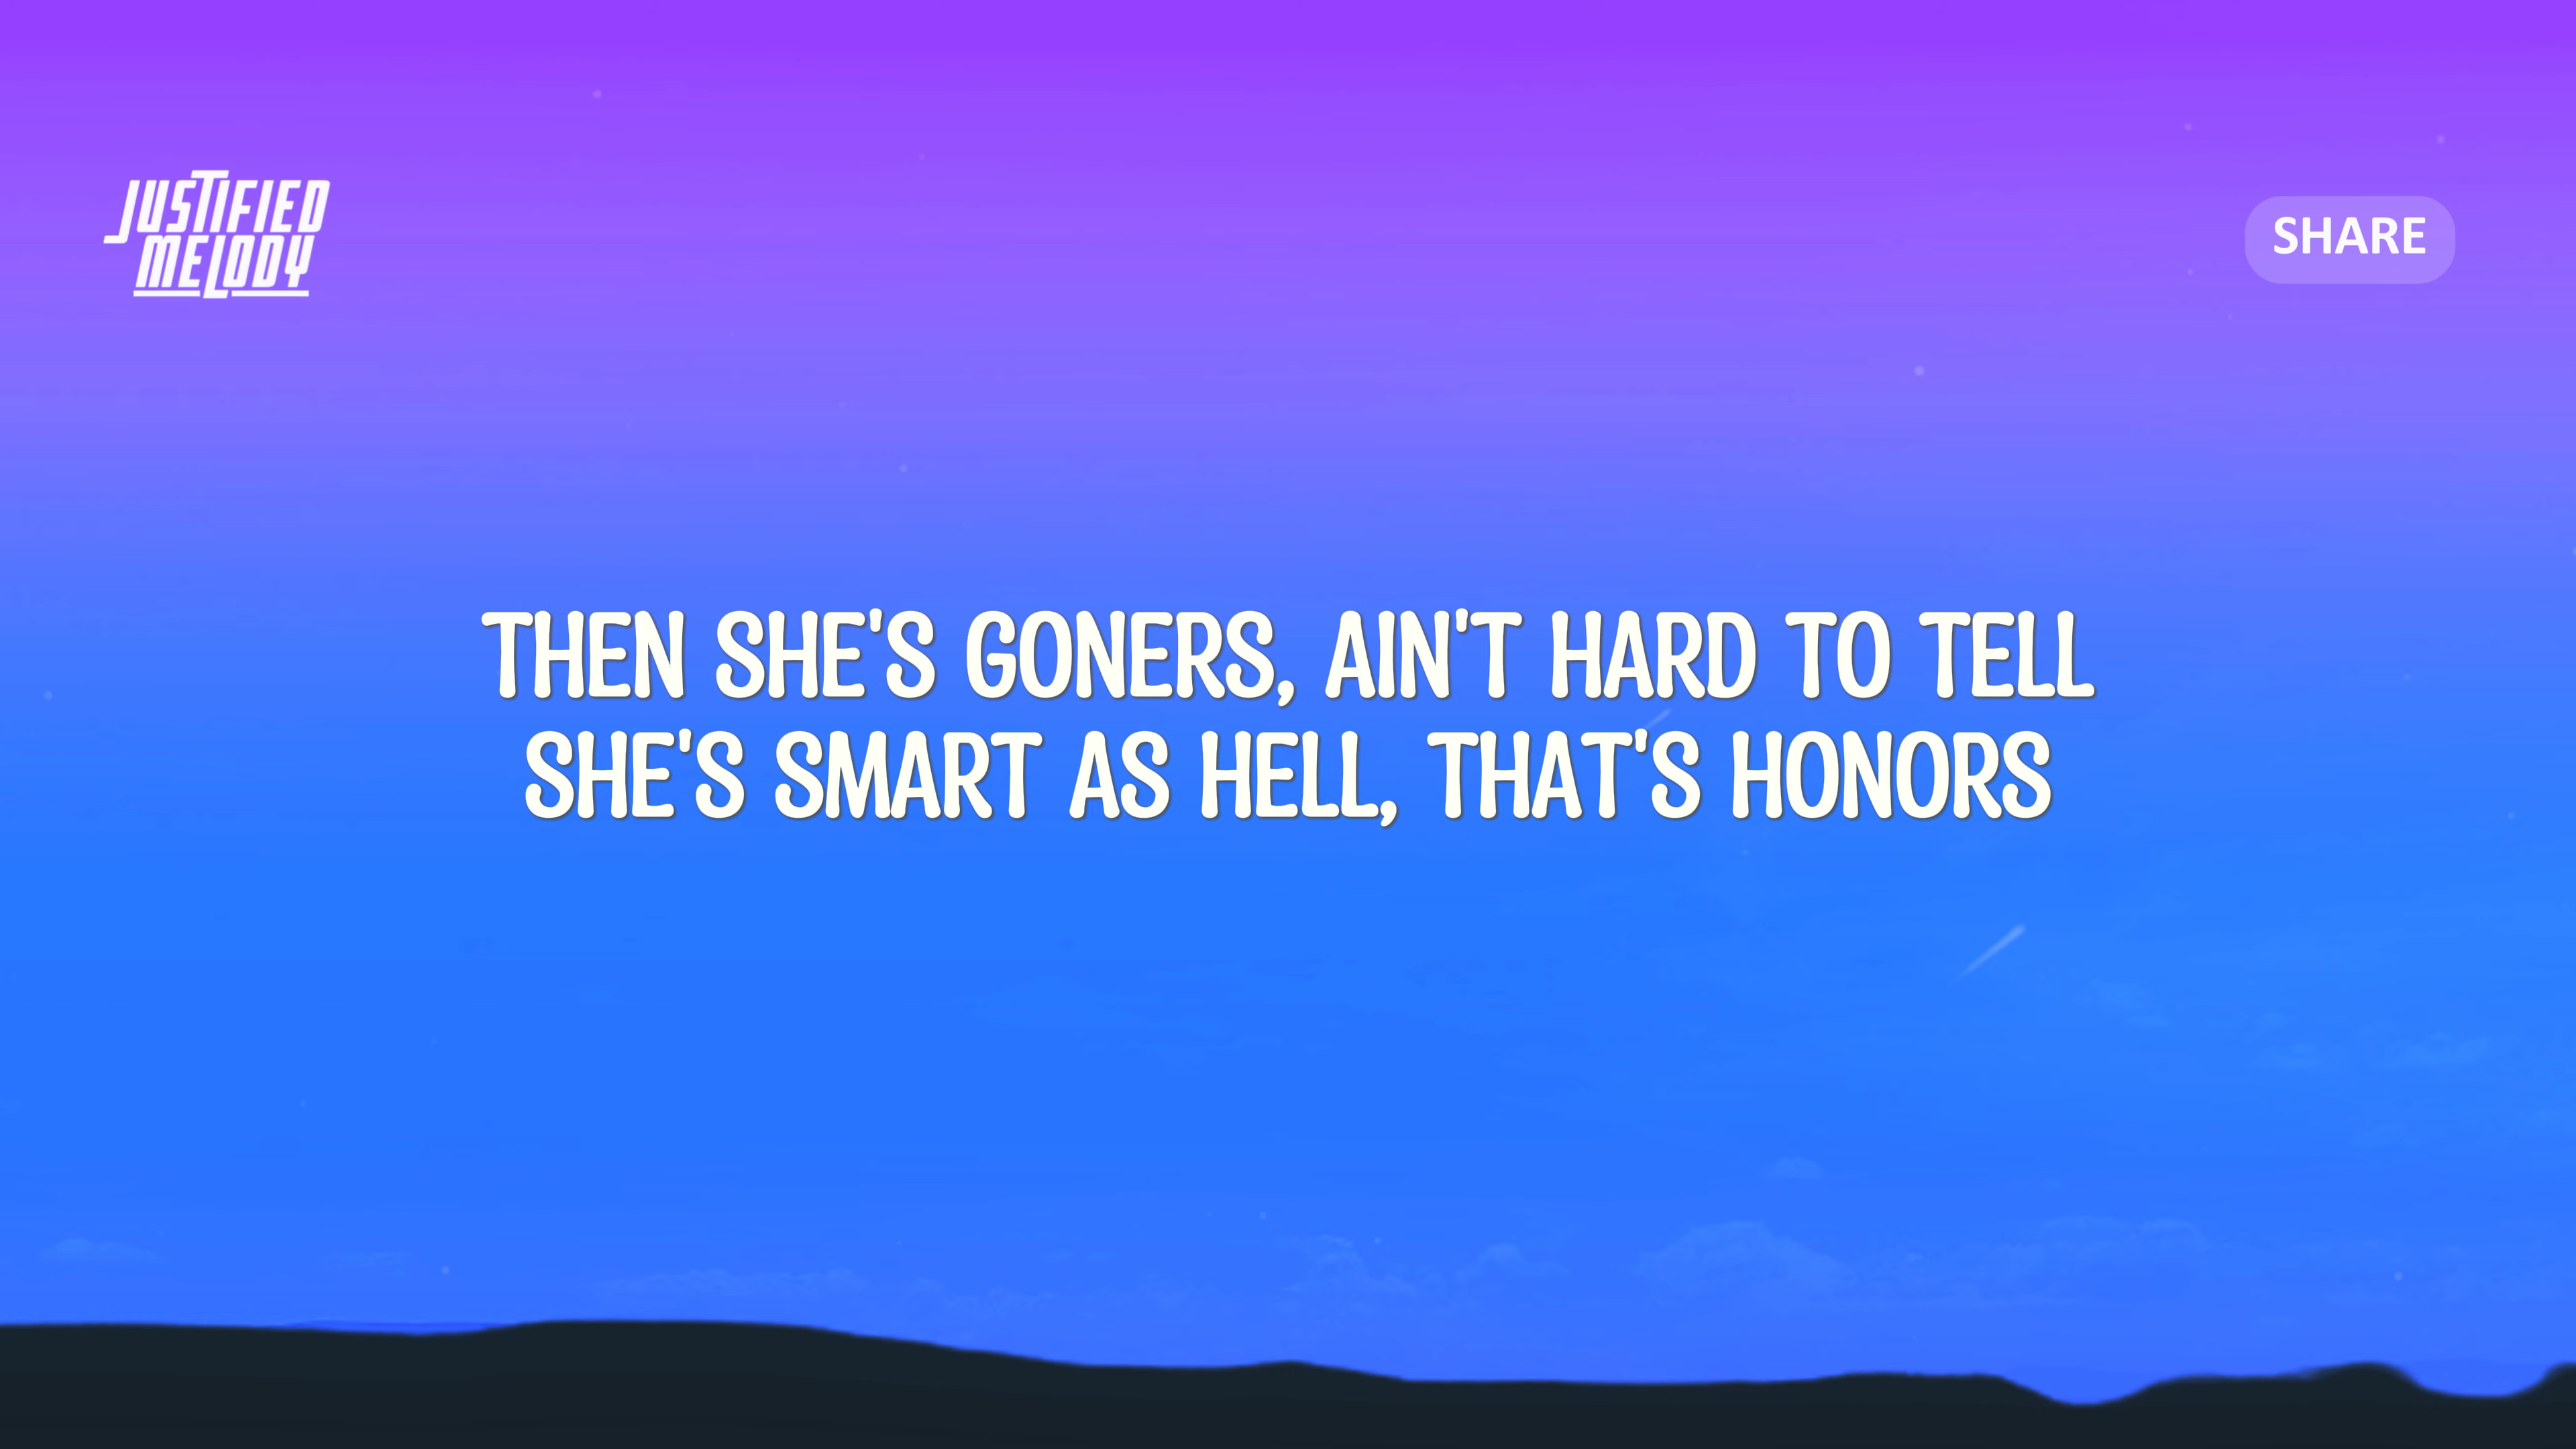 JUSTIFIED
MELODY
SHARE
THEN SHE'S GONERS, AIN'T HARD TO TELL
SHE'S SMART AS HELL, THAT'S HONORS